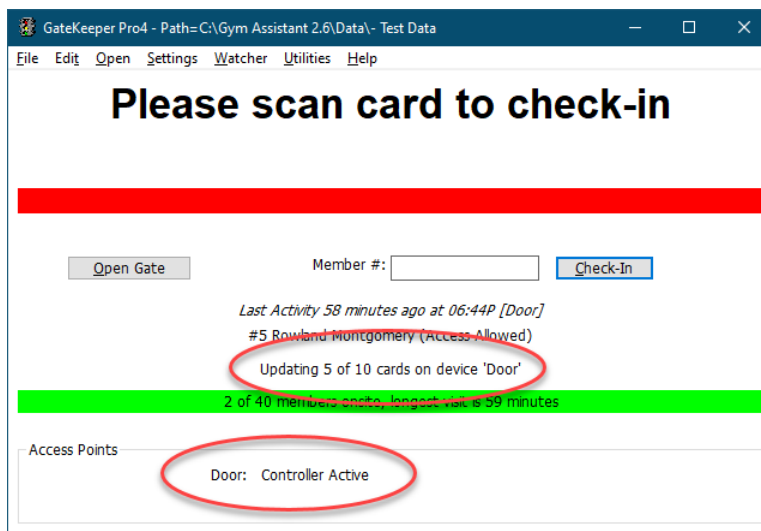 GateKeeper Pro4 - Path=C:\Gym Assistant 2.6\Data\- Test Data
File Edit Open Settings Watcher Utilities Help
Please scan card to check-in
Open Gate Member #: Check-In
Last Activity 58 minutes ago at 06:44P [Door]
#5 Rowland Montgomery (Access Allowed)
Updating 5 of 10 cards on device 'Door'
2 of 40 members onsite, longest visit is 59 minutes
Access Points
Door: Controller Active